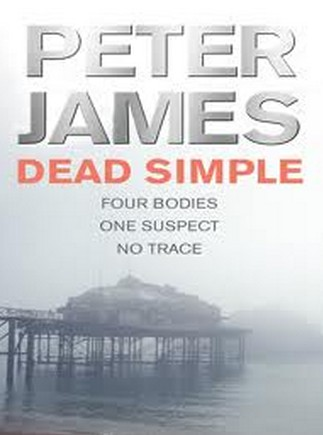 PETER
JAMES
DEAD SIMPLE
FOUR BODIES
ONE SUSPECT
NO TRACE